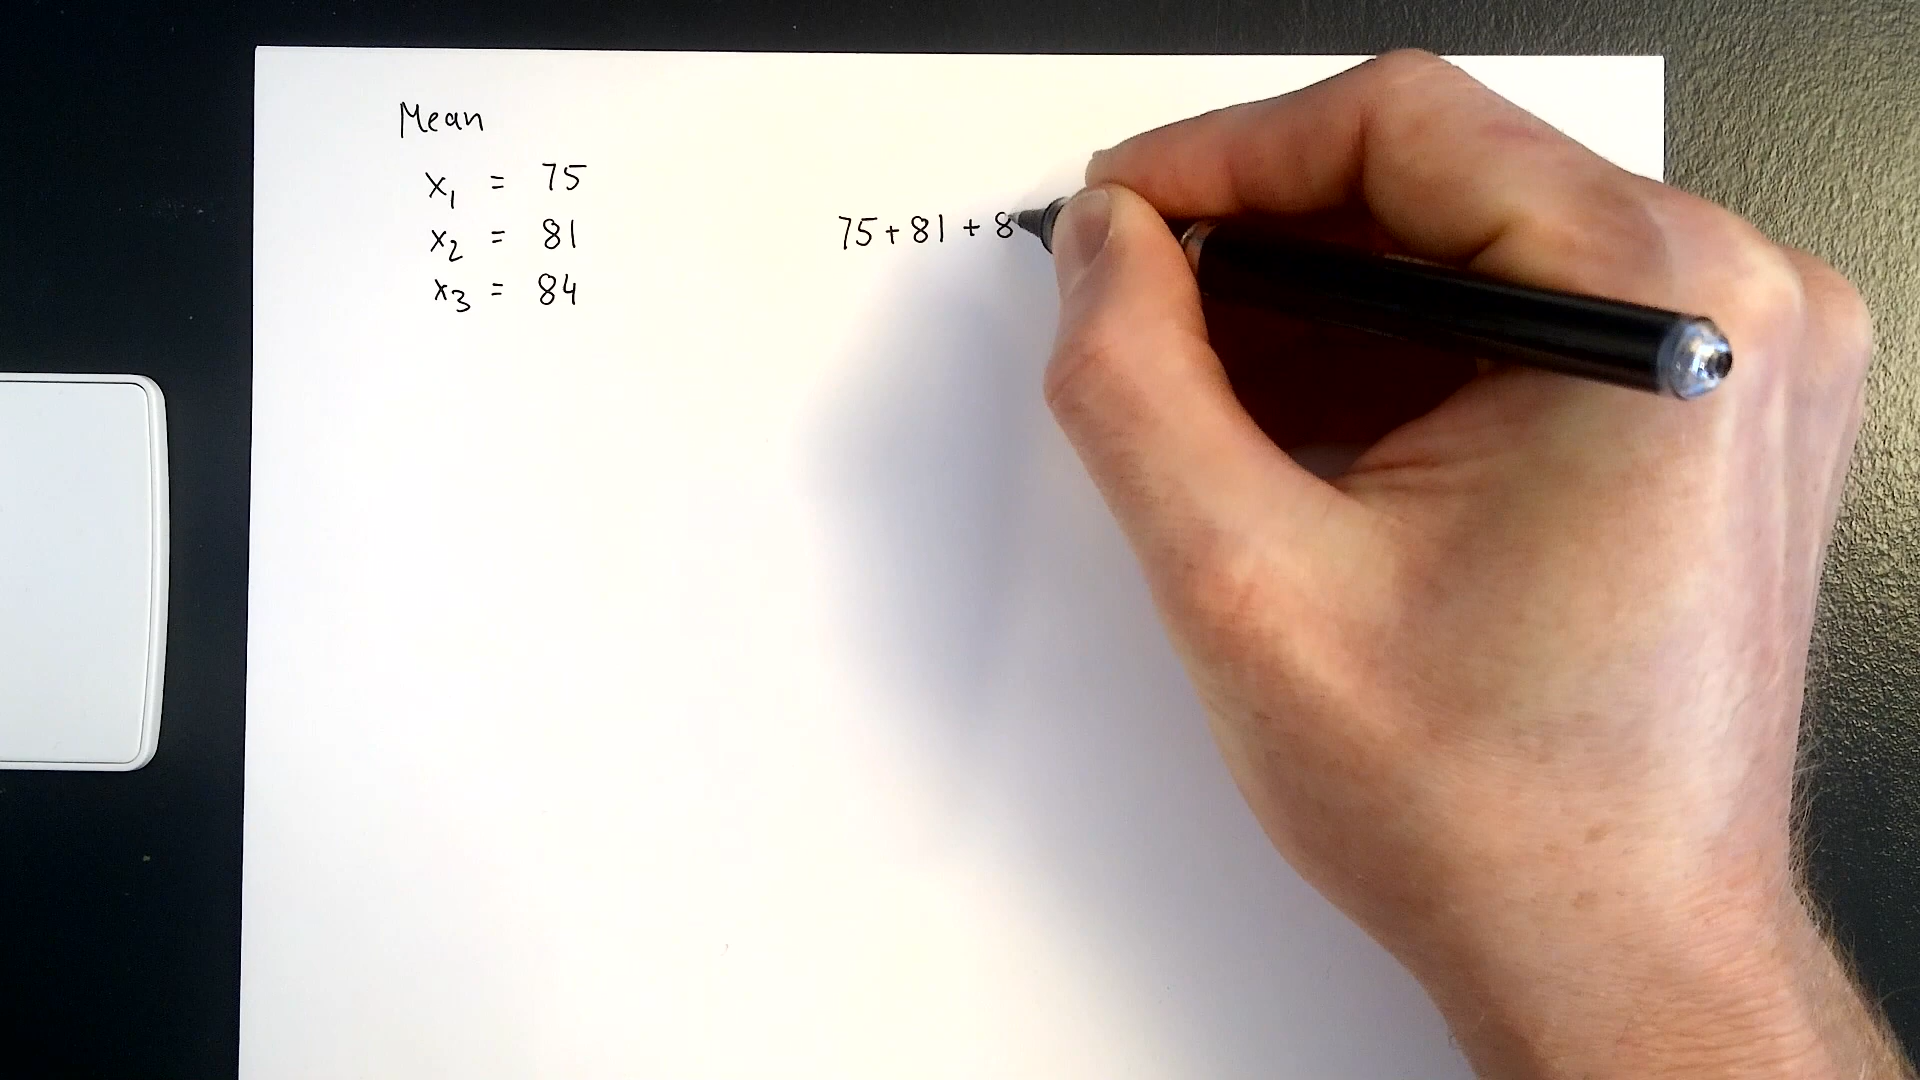 Mean
x₁ = 75
x₂ = 81
x₃ = 84
75 + 81 + 8